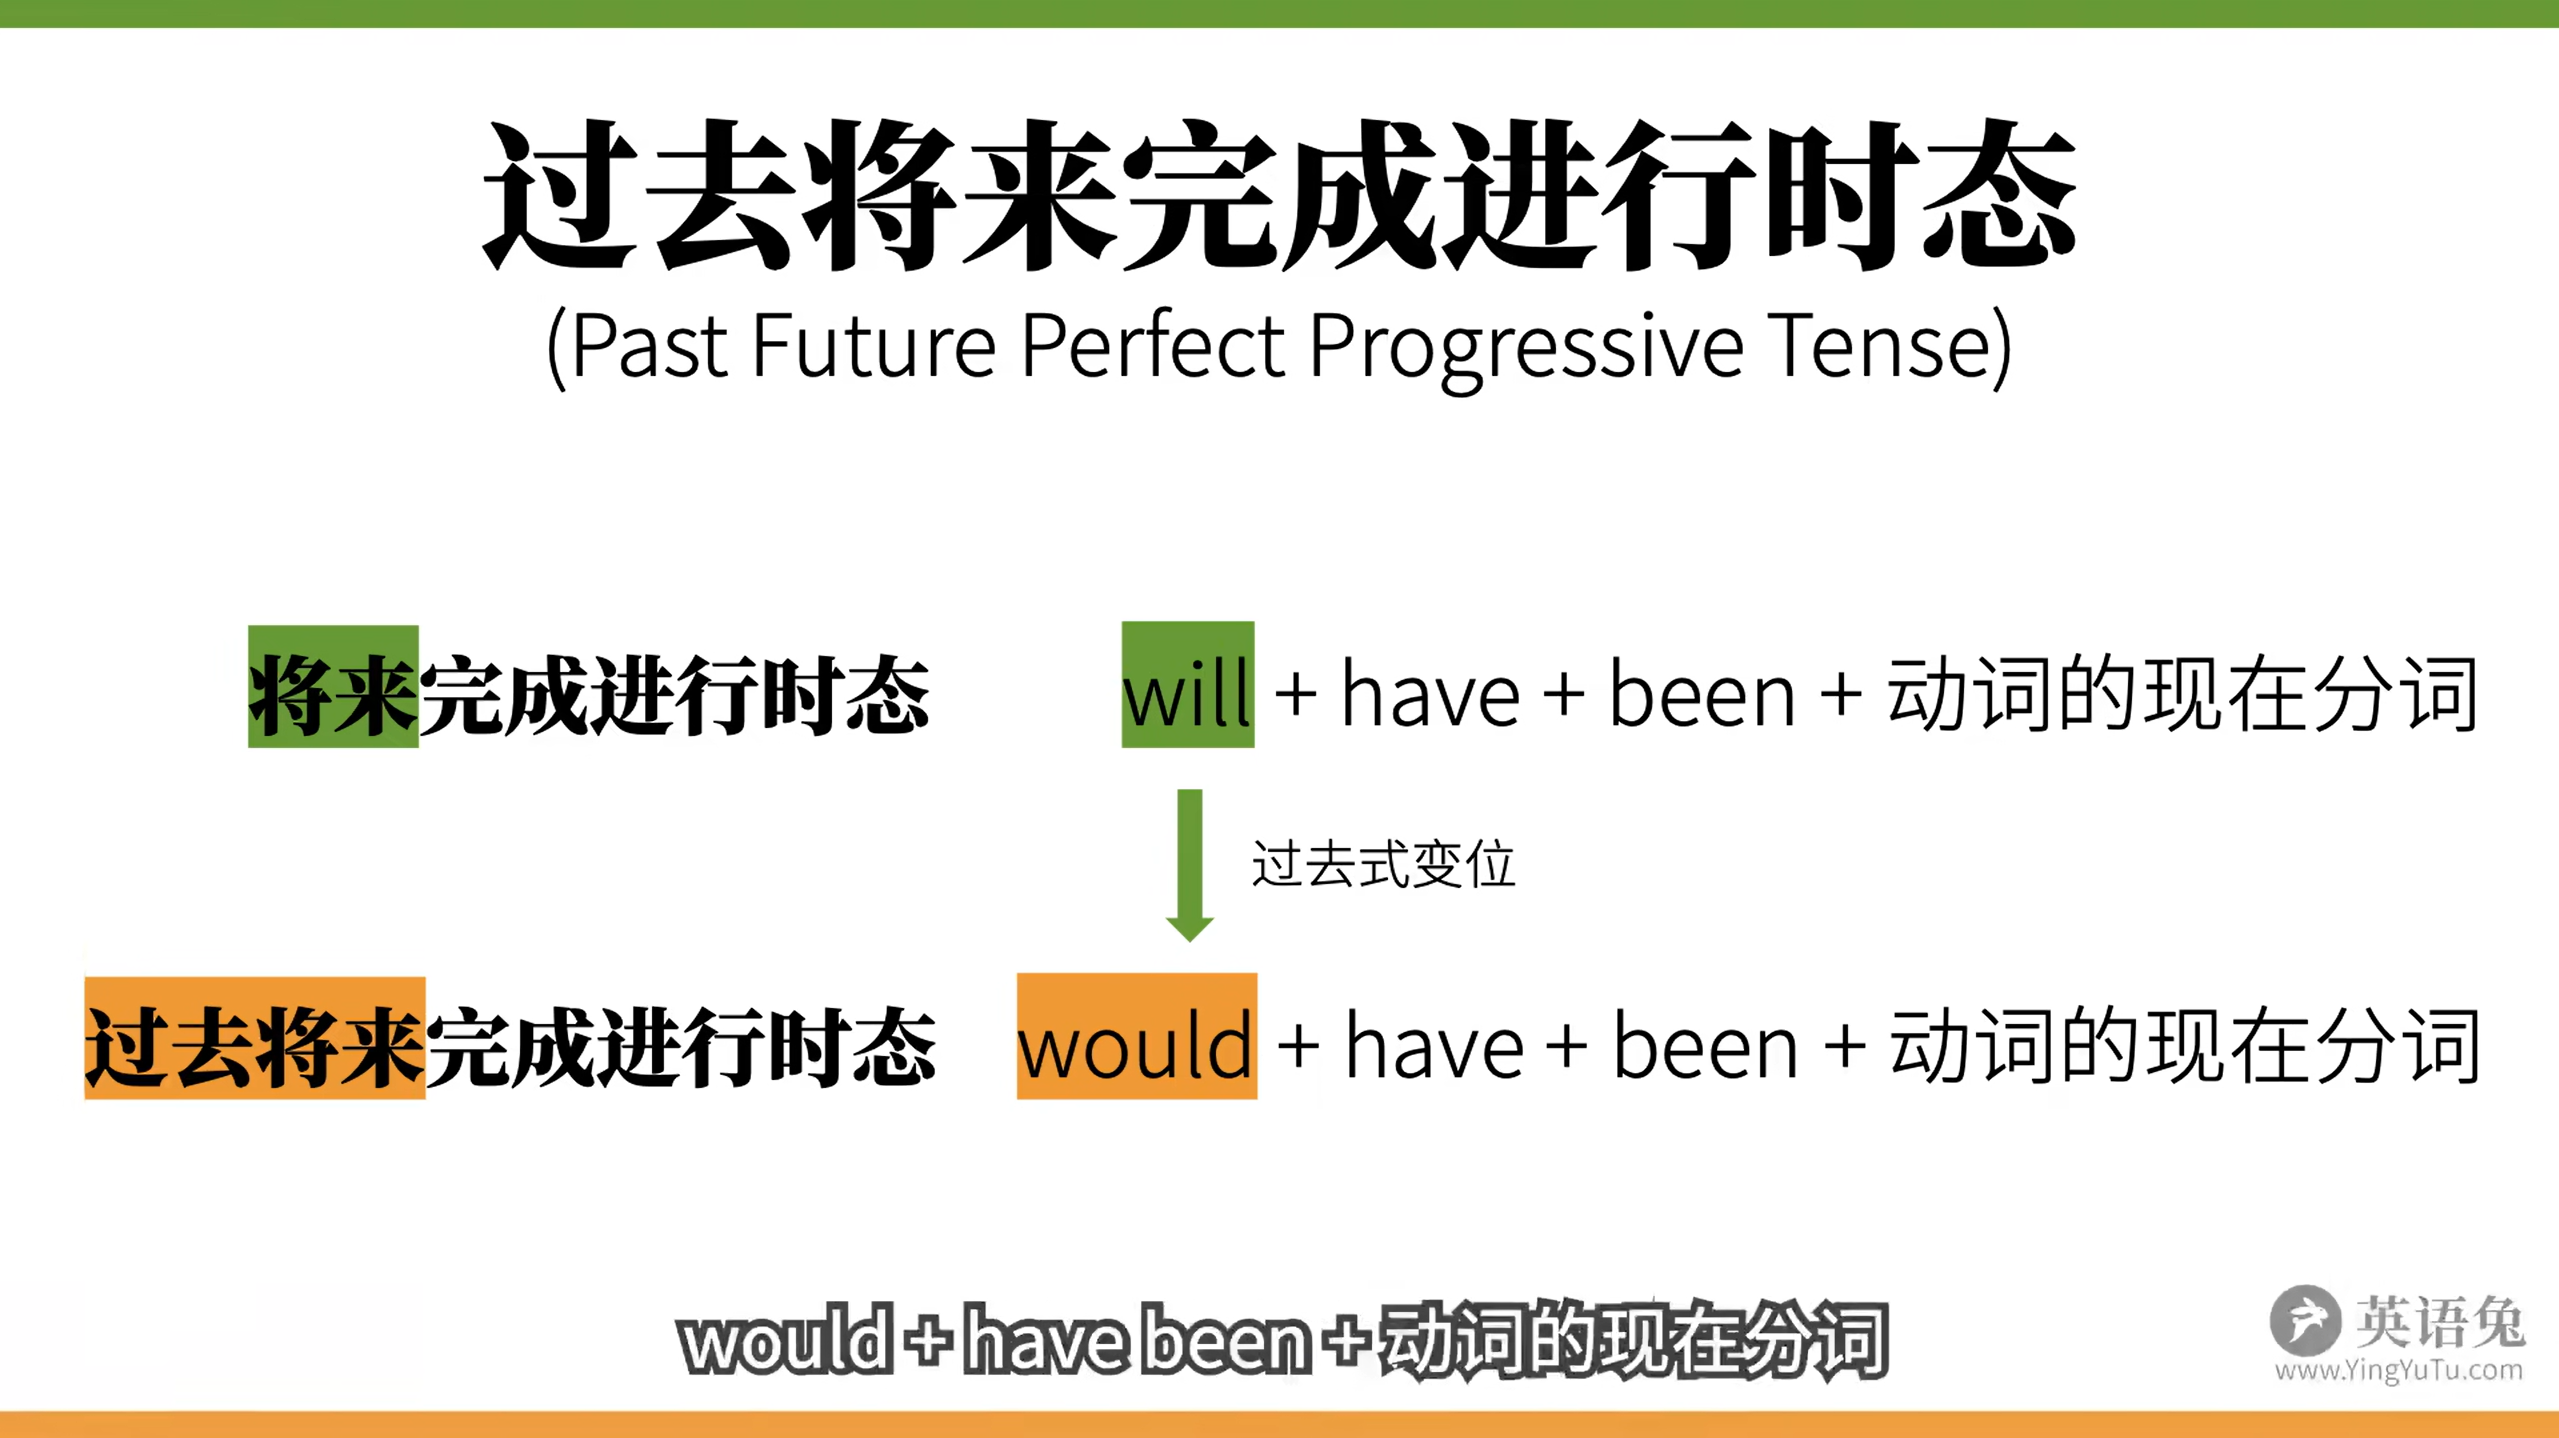 过去将来完成进行时态
(Past Future Perfect Progressive Tense)
将来完成进行时态 will + have + been + 动词的现在分词
过去式变位
过去将来完成进行时态 would + have + been + 动词的现在分词
would + have been + 动词的现在分词
英语兔
www.YingYuTu.com